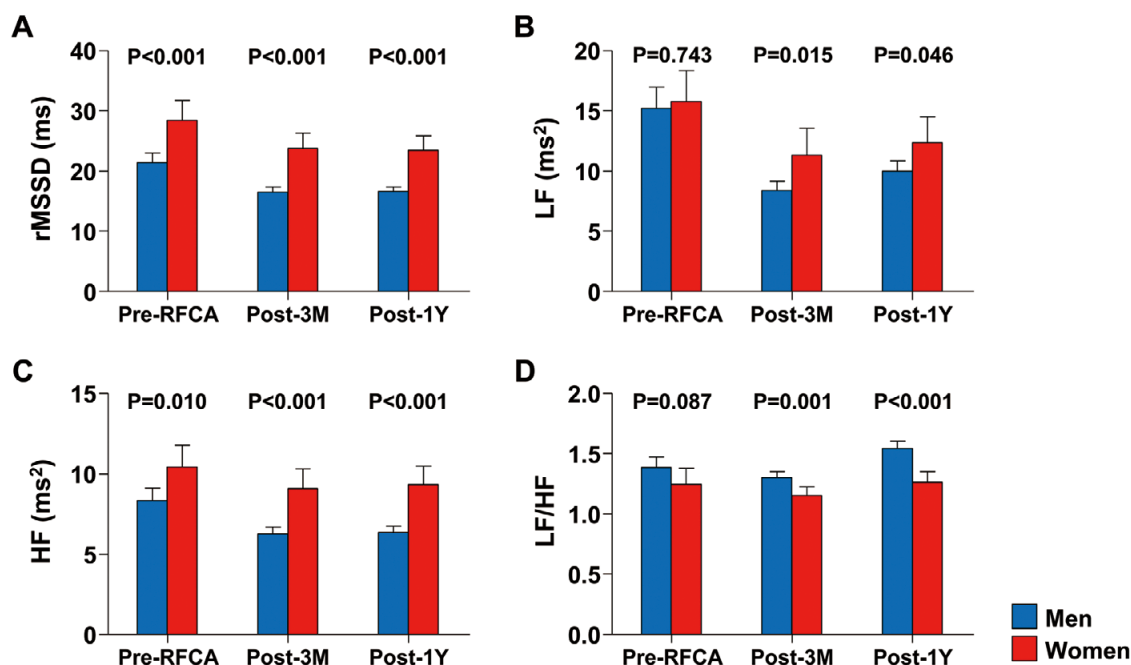 A
rMSSD (ms)
40
30
20
10
0
P<0.001 P<0.001 P<0.001
Pre-RFCA Post-3M Post-1Y
B
LF (ms²)
20
15
10
5
0
P=0.743 P=0.015 P=0.046
Pre-RFCA Post-3M Post-1Y
C
HF (ms²)
15
10
5
0
P=0.010 P<0.001 P<0.001
Pre-RFCA Post-3M Post-1Y
D
LF/HF
2.0
1.5
1.0
0.5
0.0
P=0.087 P=0.001 P<0.001
Pre-RFCA Post-3M Post-1Y
Men
Women